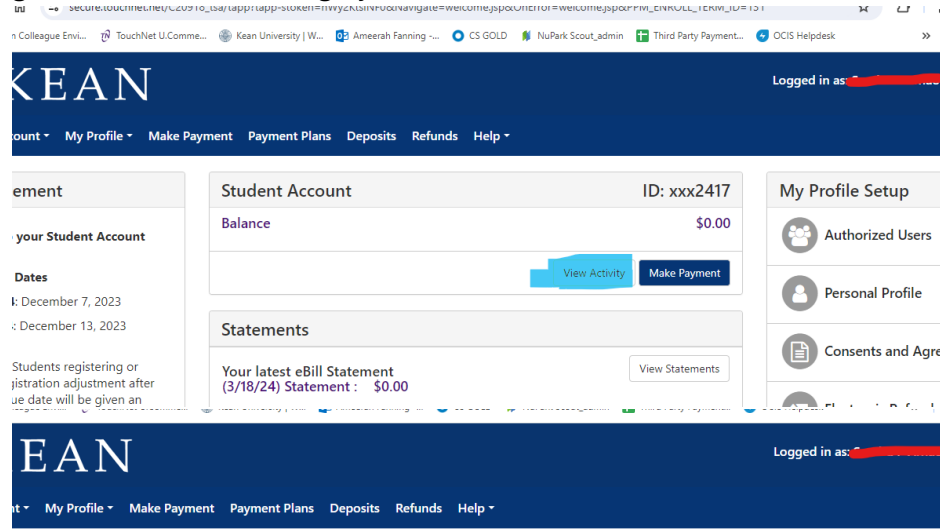 secure.touchnet.net/C20918_tsa/tapp?tapp-stoken=
TouchNet U.Comme... Kean University | W... Ameerah Fanning -... CS GOLD NuPark Scout_admin Third Party Payment... OCIS Helpdesk »
n Colleague Envi...
KEAN
Logged in as:
My Profile Make Payment Payment Plans Deposits Refunds Help
Student Account ID: xxx2417
Balance $0.00
View Activity Make Payment
your Student Account
Dates
: December 7, 2023
: December 13, 2023
Students registering or
adjustment after
date will be given an
Statements
Your latest eBill Statement
(3/18/24) Statement : $0.00
View Statements
My Profile Setup
Authorized Users
Personal Profile
Consents and Agre
EAN
Logged in as:
My Profile Make Payment Payment Plans Deposits Refunds Help